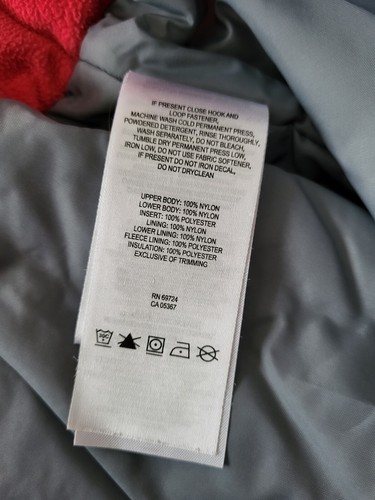 IF PRESENT CLOSE HOOK AND
LOOP FASTENER,
MACHINE WASH COLD PERMANENT PRESS,
POWDERED DETERGENT, RINSE THOROUGHLY,
WASH SEPARATELY, DO NOT BLEACH,
TUMBLE DRY PERMANENT PRESS LOW,
IRON LOW, DO NOT USE FABRIC SOFTENER,
IF PRESENT DO NOT IRON DECAL,
DO NOT DRYCLEAN
UPPER BODY: 100% NYLON
LOWER BODY: 100% NYLON
INSERT: 100% POLYESTER
LINING: 100% NYLON
LOWER LINING: 100% NYLON
FLEECE LINING: 100% POLYESTER
INSULATION: 100% POLYESTER
EXCLUSIVE OF TRIMMING
RN 69724
CA 05367
30C